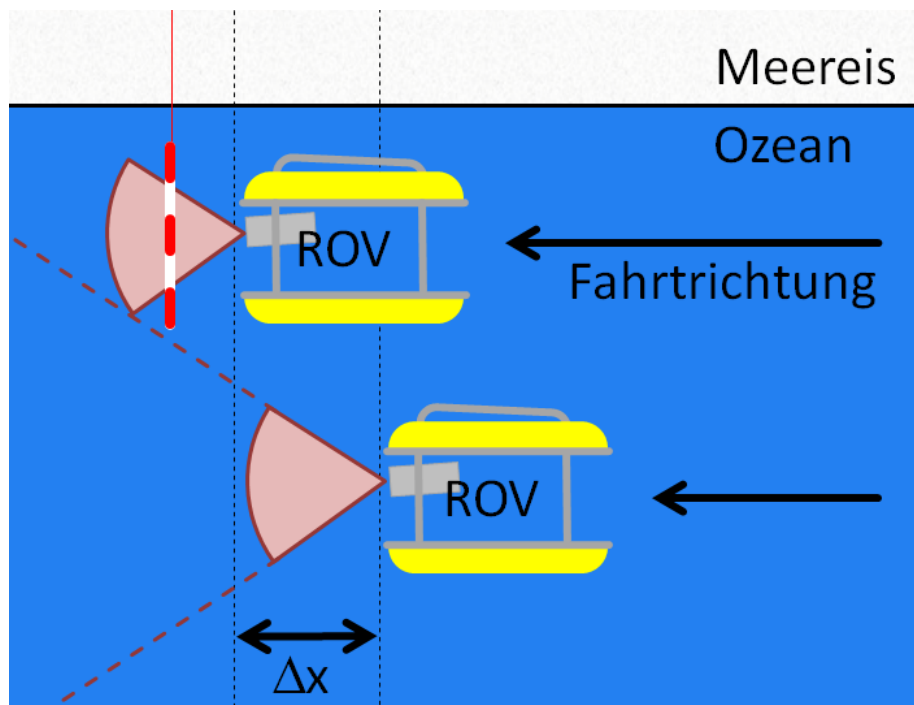 Meereis
Ozean
ROV
Fahrtrichtung
ROV
Δx